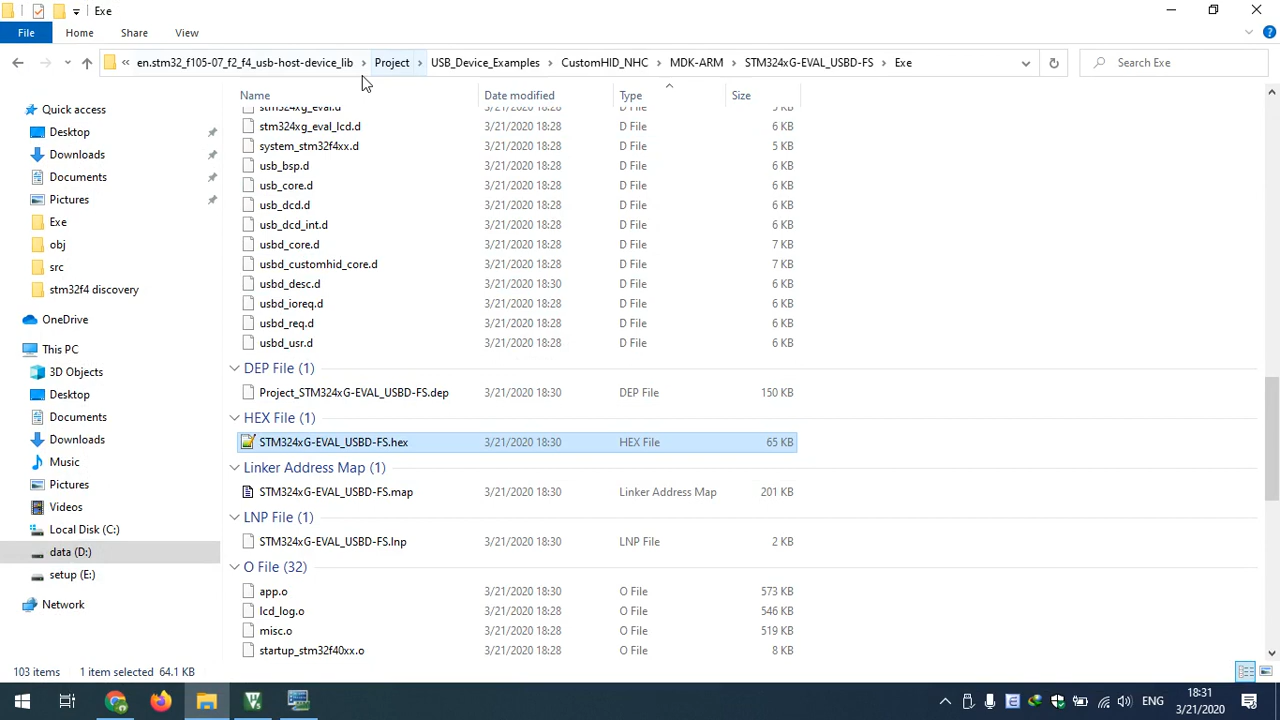 Exe
File Home Share View
« en.stm32_f105-07_f2_f4_usb-host-device_lib › Project › USB_Device_Examples › CustomHID_NHC › MDK-ARM › STM324xG-EVAL_USBD-FS › Exe
Search Exe
Name Date modified Type Size
stm324xg_eval.d 3/21/2020 18:28 D File 5 KB
stm324xg_eval_lcd.d 3/21/2020 18:28 D File 6 KB
system_stm32f4xx.d 3/21/2020 18:28 D File 5 KB
usb_bsp.d 3/21/2020 18:28 D File 6 KB
usb_core.d 3/21/2020 18:28 D File 6 KB
usb_dcd.d 3/21/2020 18:28 D File 6 KB
usb_dcd_int.d 3/21/2020 18:28 D File 6 KB
usbd_core.d 3/21/2020 18:28 D File 7 KB
usbd_customhid_core.d 3/21/2020 18:28 D File 7 KB
usbd_desc.d 3/21/2020 18:30 D File 6 KB
usbd_ioreq.d 3/21/2020 18:28 D File 6 KB
usbd_req.d 3/21/2020 18:28 D File 7 KB
usbd_usr.d 3/21/2020 18:28 D File 6 KB
DEP File (1)
Project_STM324xG-EVAL_USBD-FS.dep 3/21/2020 18:30 DEP File 150 KB
HEX File (1)
STM324xG-EVAL_USBD-FS.hex 3/21/2020 18:30 HEX File 65 KB
Linker Address Map (1)
STM324xG-EVAL_USBD-FS.map 3/21/2020 18:30 Linker Address Map 201 KB
LNP File (1)
STM324xG-EVAL_USBD-FS.lnp 3/21/2020 18:30 LNP File 2 KB
O File (32)
app.o 3/21/2020 18:30 O File 573 KB
lcd_log.o 3/21/2020 18:28 O File 546 KB
misc.o 3/21/2020 18:28 O File 519 KB
startup_stm32f40xx.o 3/21/2020 18:28 O File 8 KB
Quick access
Desktop
Downloads
Documents
Pictures
Exe
obj
src
stm32f4 discovery
OneDrive
This PC
3D Objects
Desktop
Documents
Downloads
Music
Pictures
Videos
Local Disk (C:)
data (D:)
setup (E:)
Network
103 items 1 item selected 64.1 KB
ENG
18:31
3/21/2020